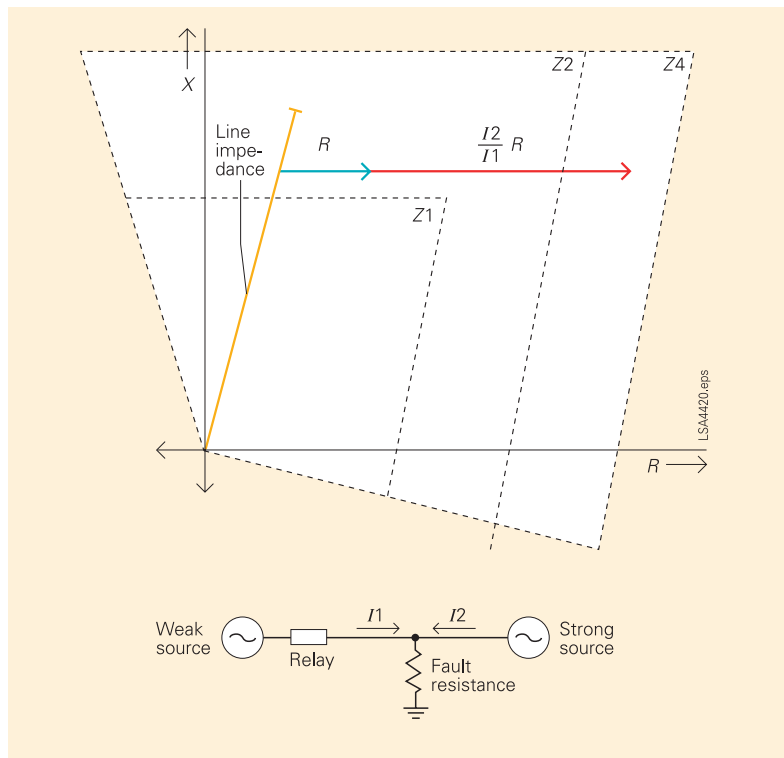 X
Z2
Z4
Line
impe-
dance
R
I2
I1
R
Z1
LSA4420.eps
R
I1
I2
Weak
source
Relay
Strong
source
Fault
resistance